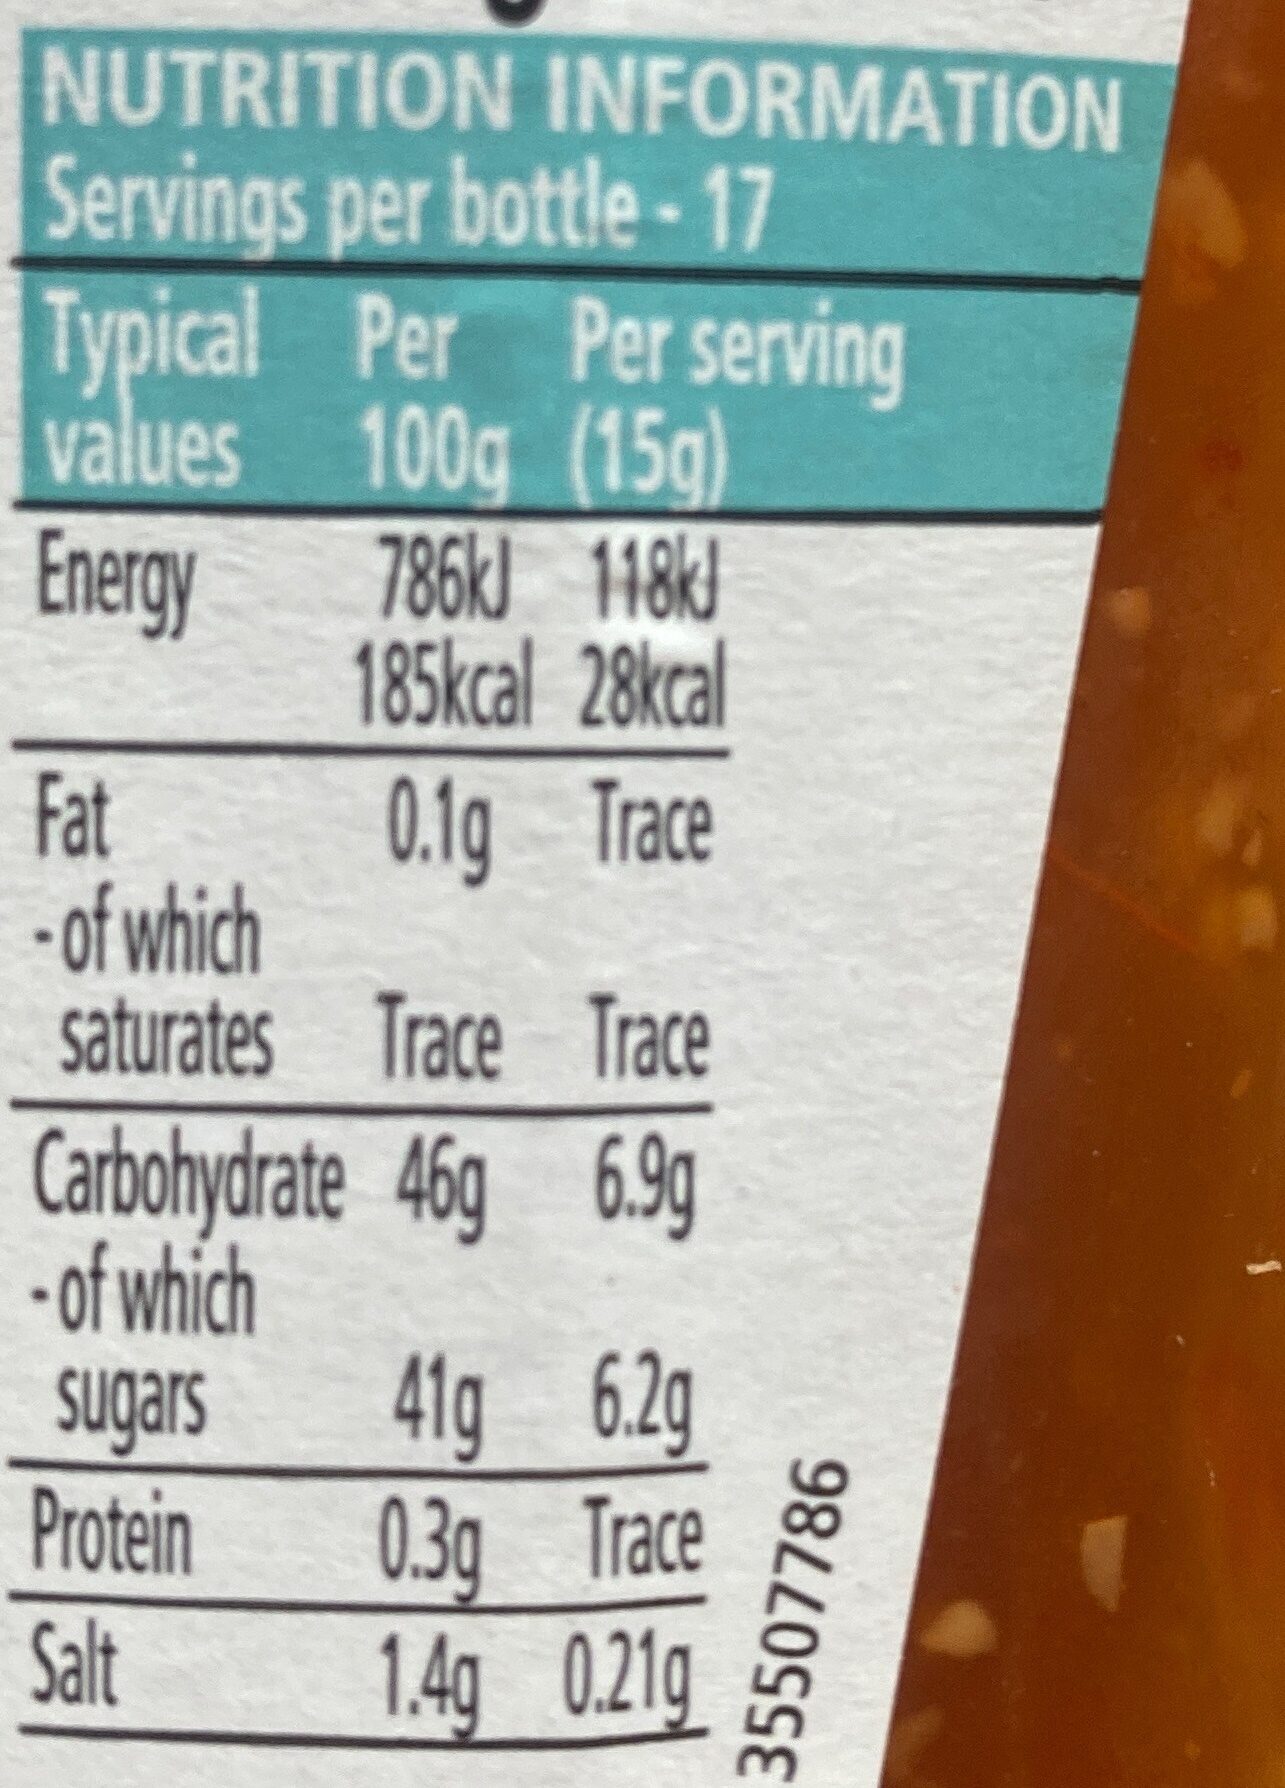 NUTRITION INFORMATION
Servings per bottle - 17
Typical Per Per serving
values 100g (15g)
Energy 786kJ 118kJ
185kcal 28kcal
Fat 0.1g Trace
- of which
saturates Trace Trace
Carbohydrate 46g 6.9g
- of which
sugars 41g 6.2g
Protein 0.3g Trace
Salt 1.4g 0.21g
35507786